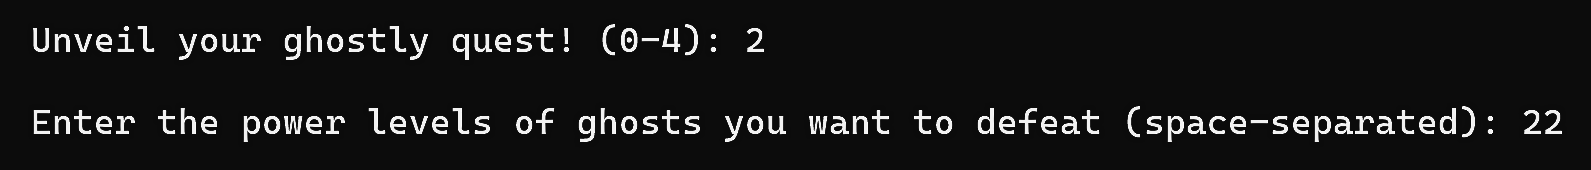 Unveil your ghostly quest! (0-4): 2
Enter the power levels of ghosts you want to defeat (space-separated): 22